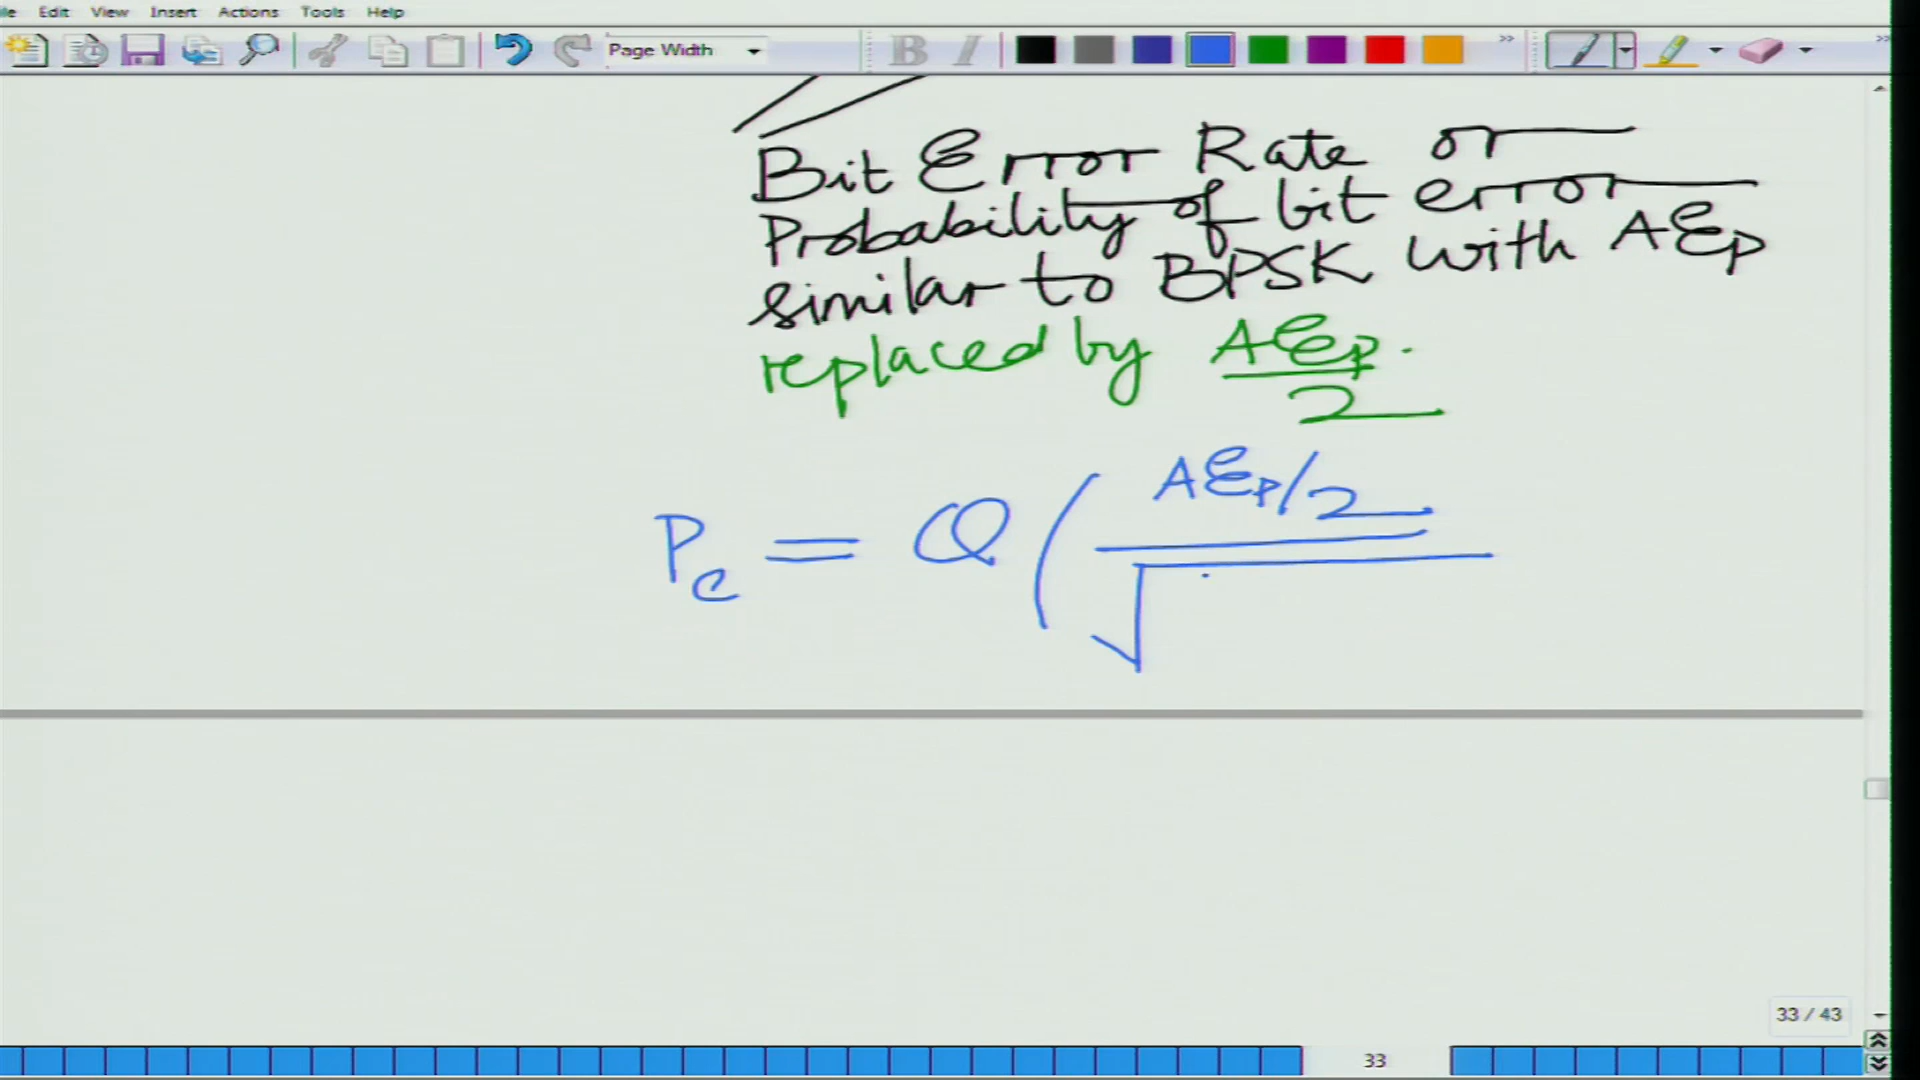 Edit View Insert Actions Tools Help
Page Width
B I
Bit Error Rate or
Probability of bit error
similar to BPSK with AEp
replaced by AEp/2.
Pe = Q( (AEp/2) / √
33 / 43
33